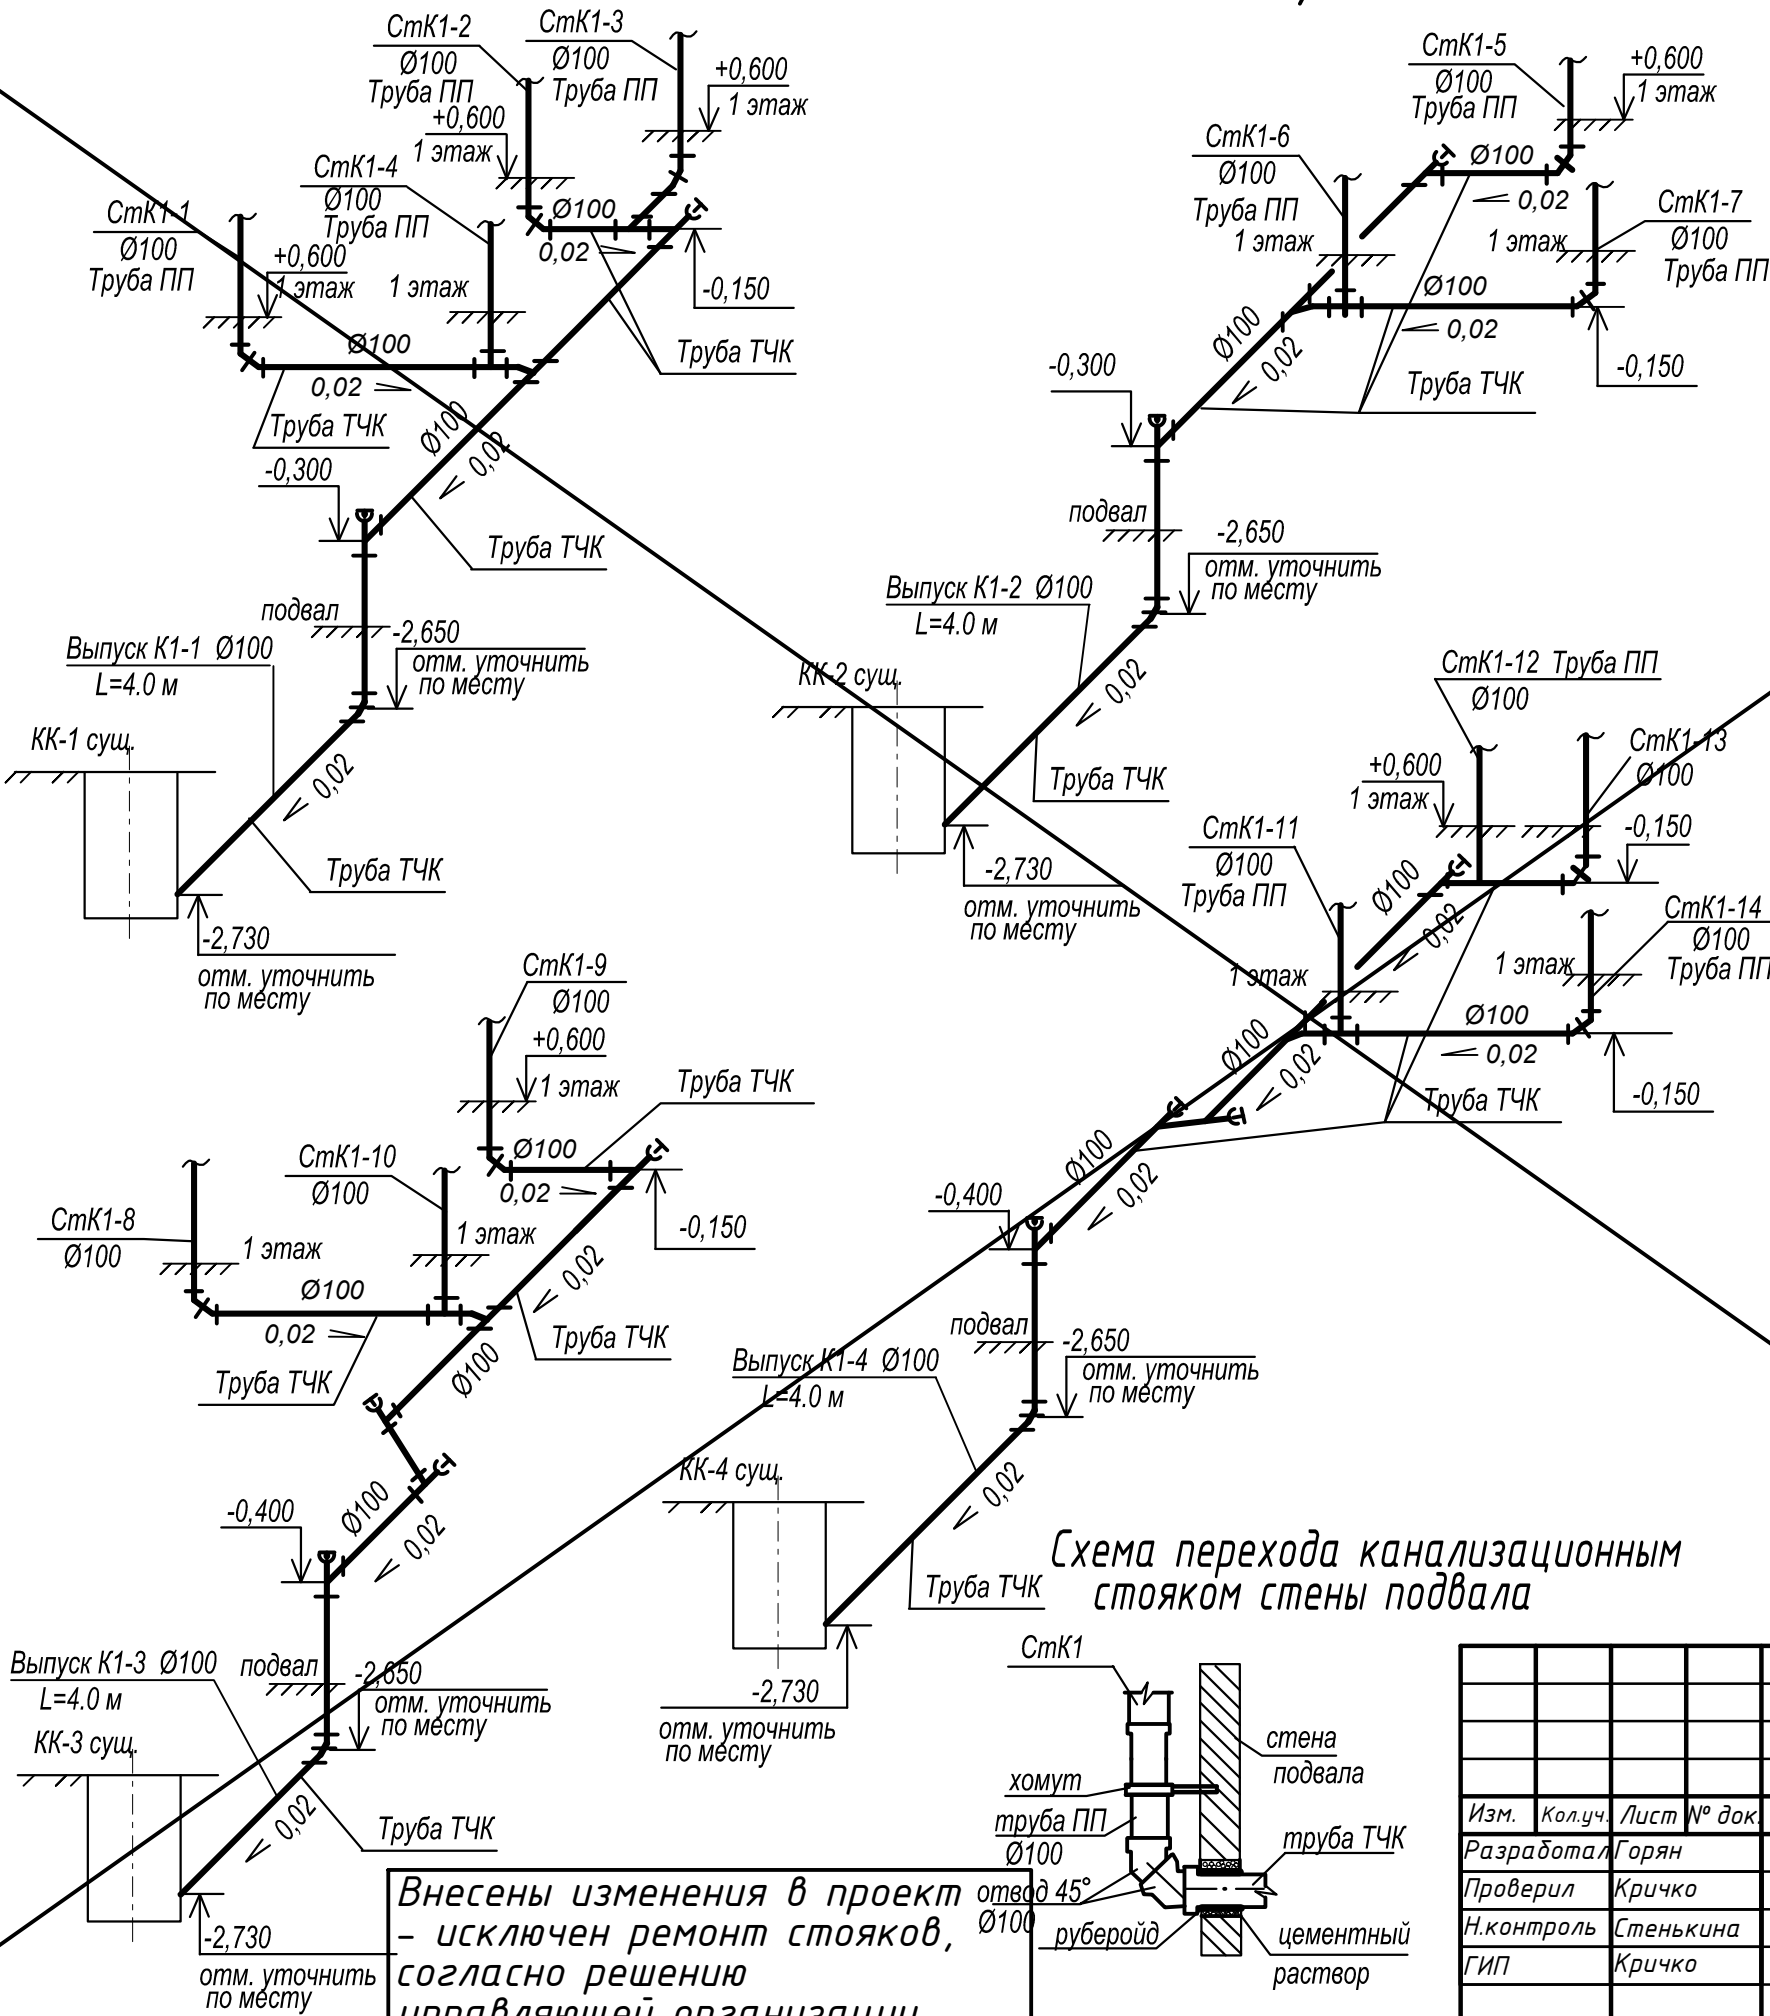 СтК1-2
Ø100
Труба ПП
+0,600
1 этаж
СтК1-3
Ø100
Труба ПП
+0,600
1 этаж
СтК1-4
Ø100
Труба ПП
1 этаж
СтК1-1
Ø100
Труба ПП
+0,600
1 этаж
Ø100
0,02
-0,150
Труба ТЧК
Ø100
0,02
Труба ТЧК
Ø100
0,02
-0,300
Труба ТЧК
подвал
-2,650
отм. уточнить
по месту
Выпуск К1-1 Ø100
L=4.0 м
КК-1 сущ.
0,02
Труба ТЧК
-2,730
отм. уточнить
по месту
СтК1-5
Ø100
Труба ПП
+0,600
1 этаж
СтК1-6
Ø100
Труба ПП
1 этаж
Ø100
0,02
СтК1-7
Ø100
Труба ПП
1 этаж
Ø100
0,02
-0,150
Ø100
0,02
Труба ТЧК
-0,300
подвал
-2,650
отм. уточнить
по месту
Выпуск К1-2 Ø100
L=4.0 м
КК-2 сущ.
0,02
Труба ТЧК
-2,730
отм. уточнить
по месту
СтК1-12 Труба ПП
Ø100
СтК1-13
Ø100
+0,600
1 этаж
-0,150
СтК1-11
Ø100
Труба ПП
1 этаж
Ø100
0,02
СтК1-14
Ø100
Труба ПП
1 этаж
Ø100
0,02
-0,150
Ø100
0,02
Труба ТЧК
Ø100
0,02
-0,400
подвал
-2,650
отм. уточнить
по месту
Выпуск К1-4 Ø100
L=4.0 м
КК-4 сущ.
0,02
Труба ТЧК
-2,730
отм. уточнить
по месту
СтК1-9
Ø100
+0,600
1 этаж
Труба ТЧК
Ø100
0,02
-0,150
СтК1-10
Ø100
1 этаж
СтК1-8
Ø100
1 этаж
Ø100
0,02
Труба ТЧК
0,02
Труба ТЧК
Ø100
Ø100
0,02
-0,400
подвал
-2,650
отм. уточнить
по месту
Выпуск К1-3 Ø100
L=4.0 м
КК-3 сущ.
0,02
Труба ТЧК
-2,730
отм. уточнить
по месту
Схема перехода канализационным
стояком стены подвала
СтК1
стена
подвала
хомут
труба ПП
Ø100
труба ТЧК
отвод 45°
Ø100
рубероид
цементный
раствор
Внесены изменения в проект
- исключен ремонт стояков,
согласно решению
управляющей организации
Изм. Кол.уч. Лист № док.
Разработал Горян
Проверил Кричко
Н.контроль Стенькина
ГИП Кричко